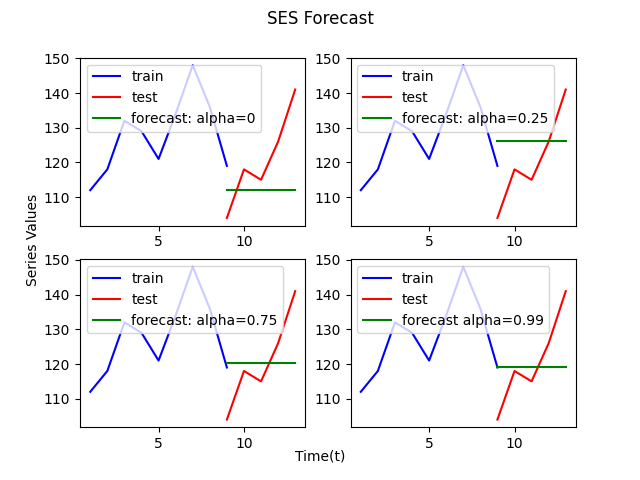 SES Forecast
150
140
130
120
110
5
10
train
test
forecast: alpha=0
150
140
130
120
110
5
10
train
test
forecast: alpha=0.25
Series Values
150
140
130
120
110
5
10
train
test
forecast: alpha=0.75
150
140
130
120
110
5
10
train
test
forecast alpha=0.99
Time(t)